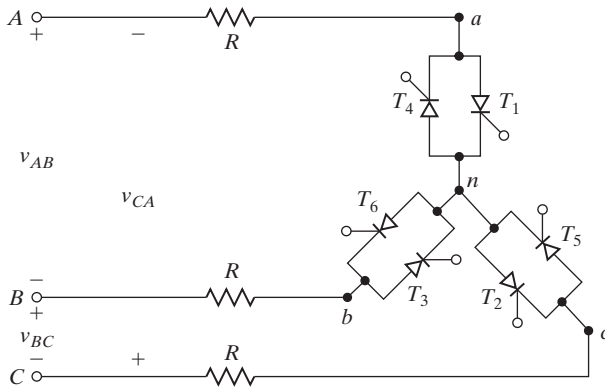 A + − R a
T4 T1
vAB
n
vCA
T6 T5
− B + R b T3 T2
vBC
c
− C + R